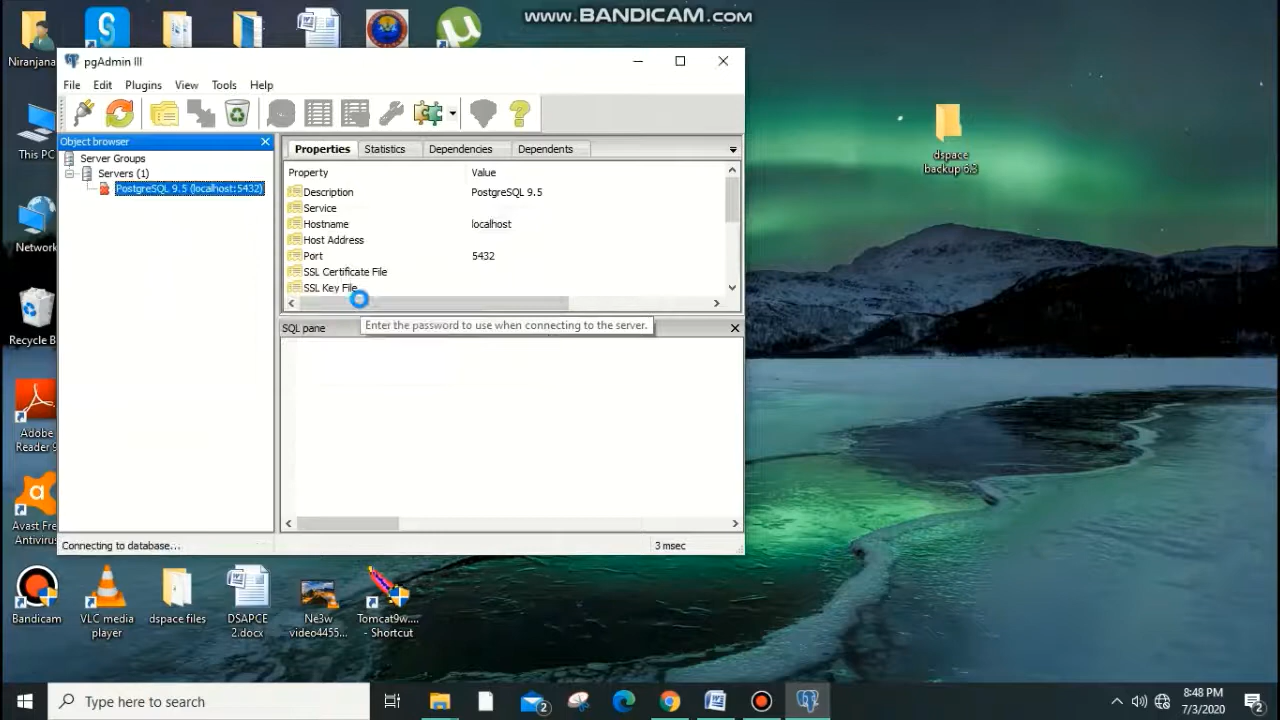 www.BANDICAM.com
Niranjana
This PC
Network
Recycle B
Adobe
Reader 9
Avast Fre
Antivirus
pgAdmin III
File Edit Plugins View Tools Help
Object browser
Server Groups
Servers (1)
PostgreSQL 9.5 (localhost:5432)
Properties Statistics Dependencies Dependents
Property Value
Description PostgreSQL 9.5
Service
Hostname localhost
Host Address
Port 5432
SSL Certificate File
SSL Key File
Enter the password to use when connecting to the server.
SQL pane
Connecting to database... 3 msec
dspace
backup 6.3
Bandicam
VLC media
player
dspace files
DSAPCE
2.docx
Ne3w
video4455...
Tomcat9w....
- Shortcut
Type here to search
2
8:48 PM
7/3/2020
2